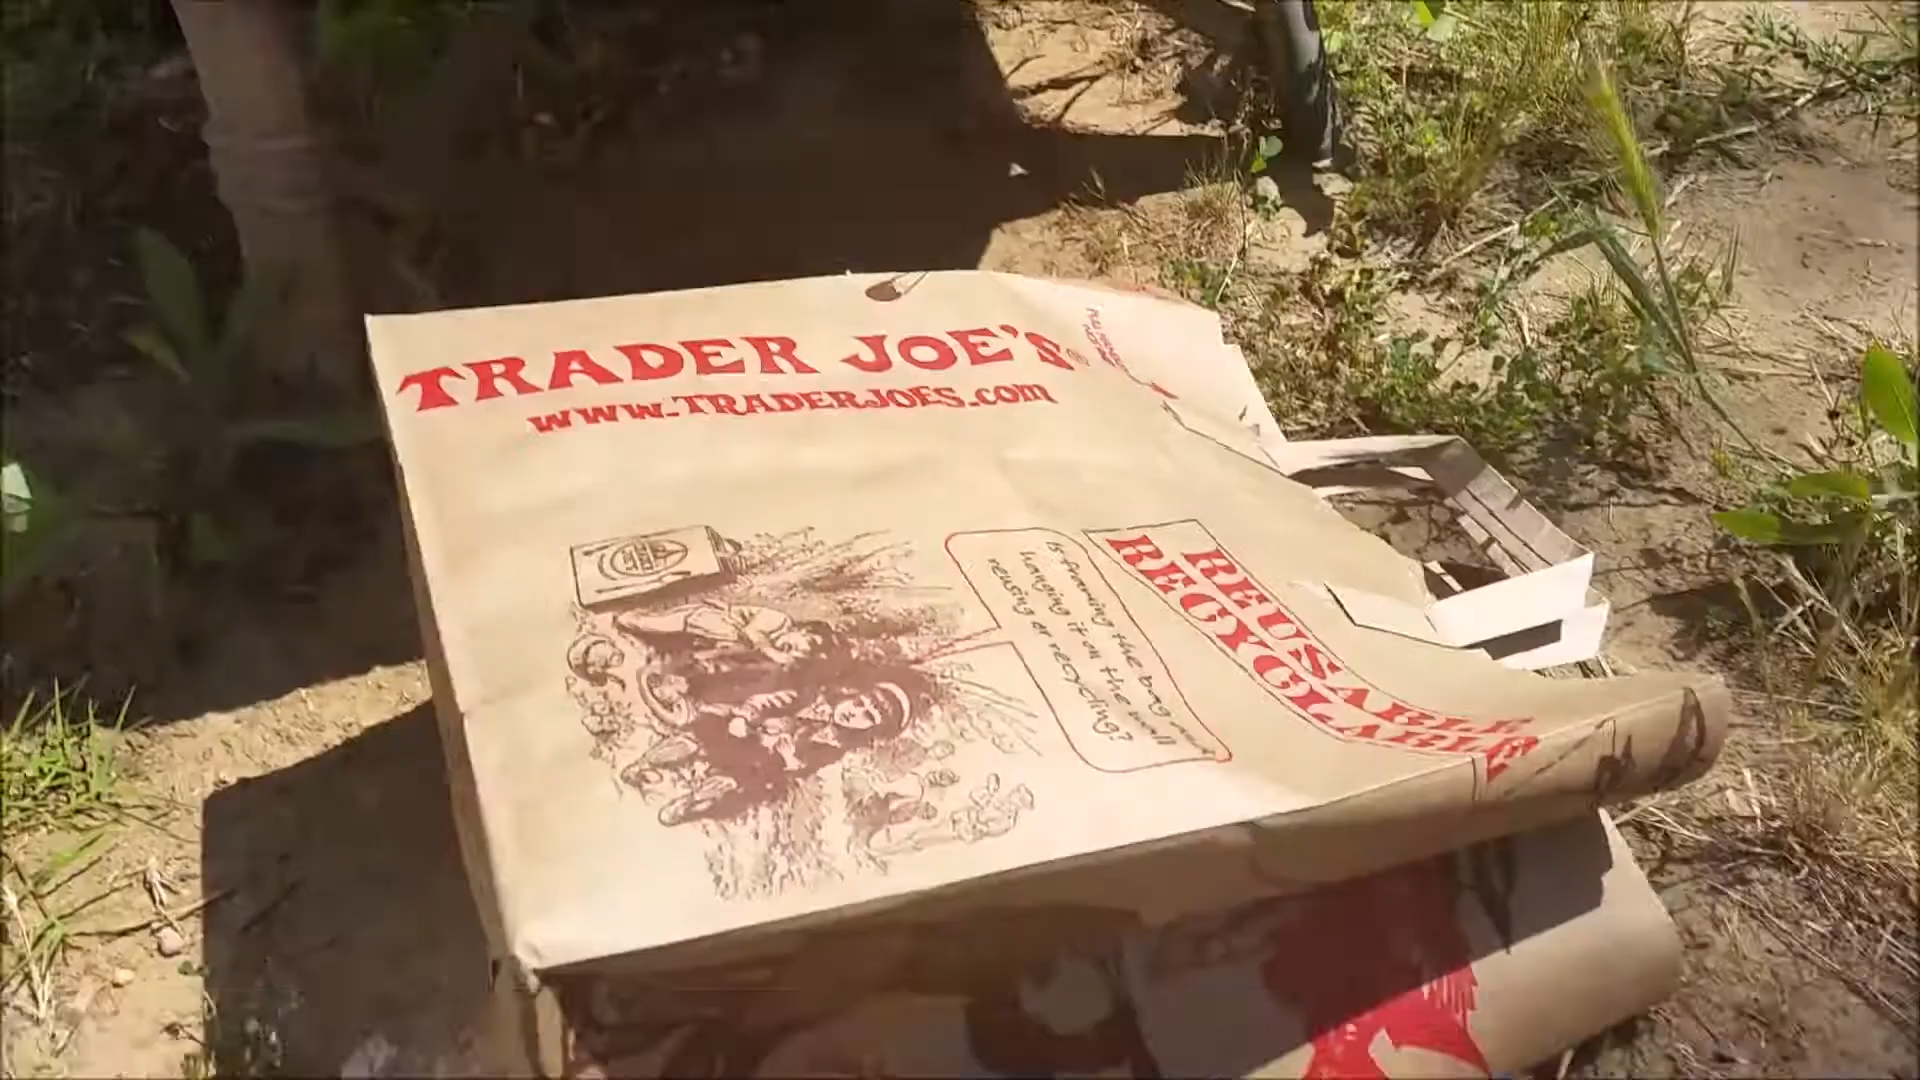 TRADER JOE'S®
www.TRADERJOES.com
Is framing the bag and
hanging it on the wall
reusing or recycling?
REUSABLE
RECYCLABLE